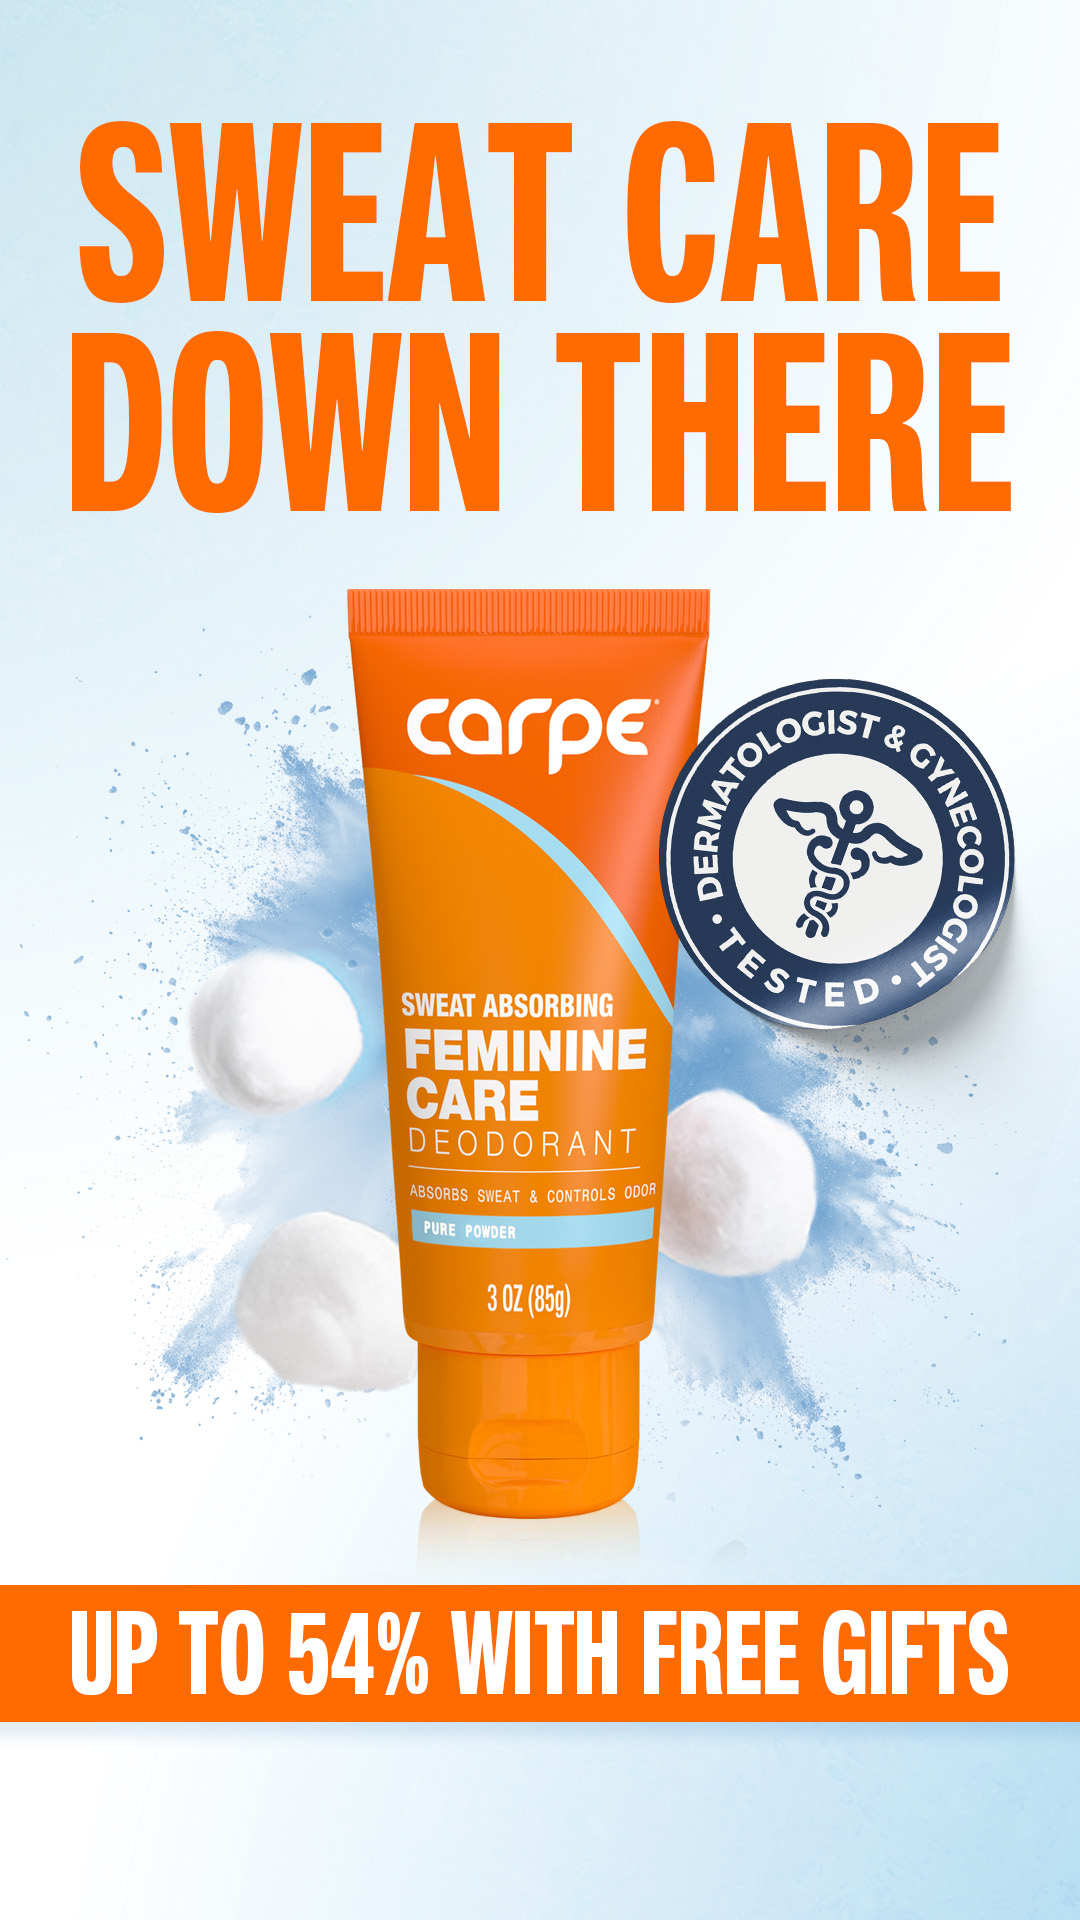 SWEAT CARE
DOWN THERE
carpe
DERMATOLOGIST & GYNECOLOGIST
• TESTED •
SWEAT ABSORBING
FEMININE
CARE
DEODORANT
ABSORBS SWEAT & CONTROLS ODOR
PURE POWDER
3 OZ (85g)
UP TO 54% WITH FREE GIFTS